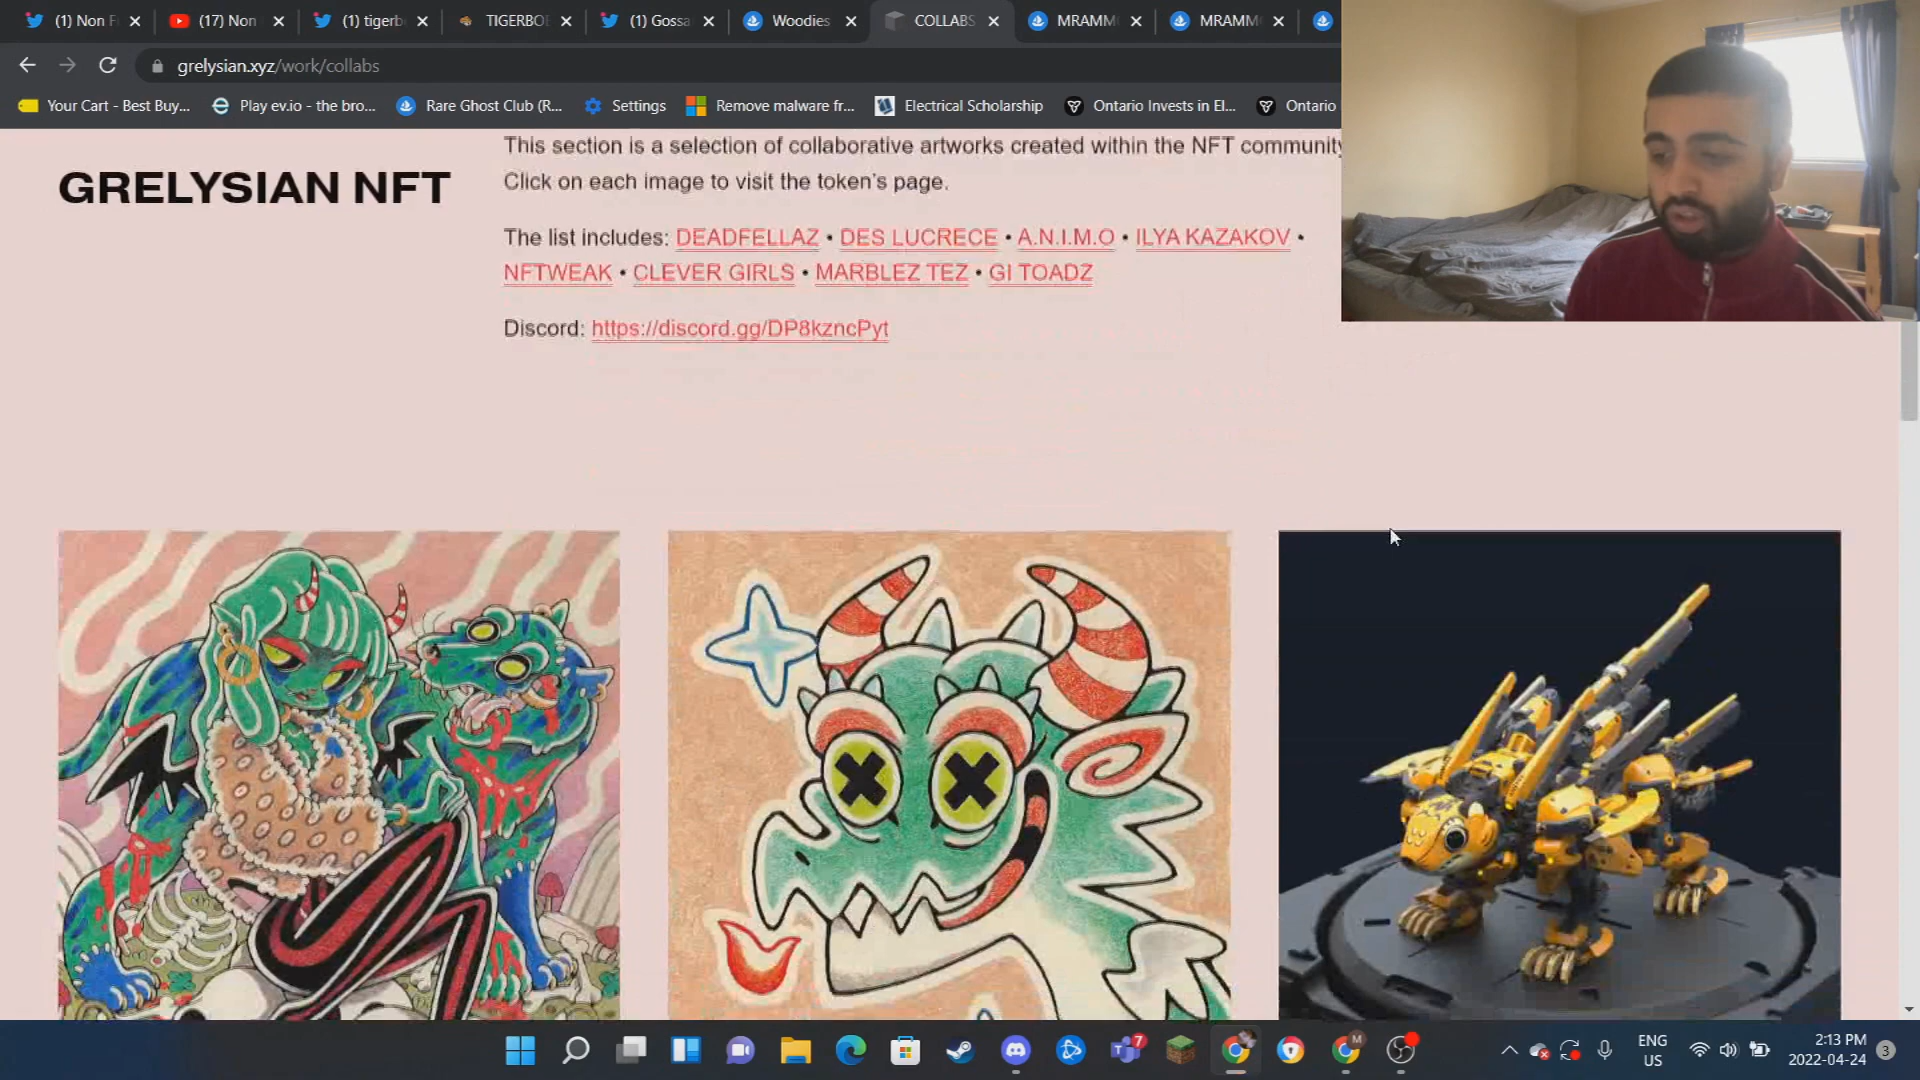 (1) Non F
(17) Non
(1) tigerb
TIGERBOB
(1) Gossa
Woodies
COLLABS
MRAMM
MRAMM
grelysian.xyz/work/collabs
Your Cart - Best Buy...
Play ev.io - the bro...
Rare Ghost Club (R...
Settings
Remove malware fr...
Electrical Scholarship
Ontario Invests in El...
Ontario
GRELYSIAN NFT
This section is a selection of collaborative artworks created within the NFT community
Click on each image to visit the token's page.
The list includes: DEADFELLAZ • DES LUCRECE • A.N.I.M.O • ILYA KAZAKOV •
NFTWEAK • CLEVER GIRLS • MARBLEZ TEZ • GI TOADZ
Discord: https://discord.gg/DP8kzncPyt
7
M
ENG
US
2:13 PM
2022-04-24
3